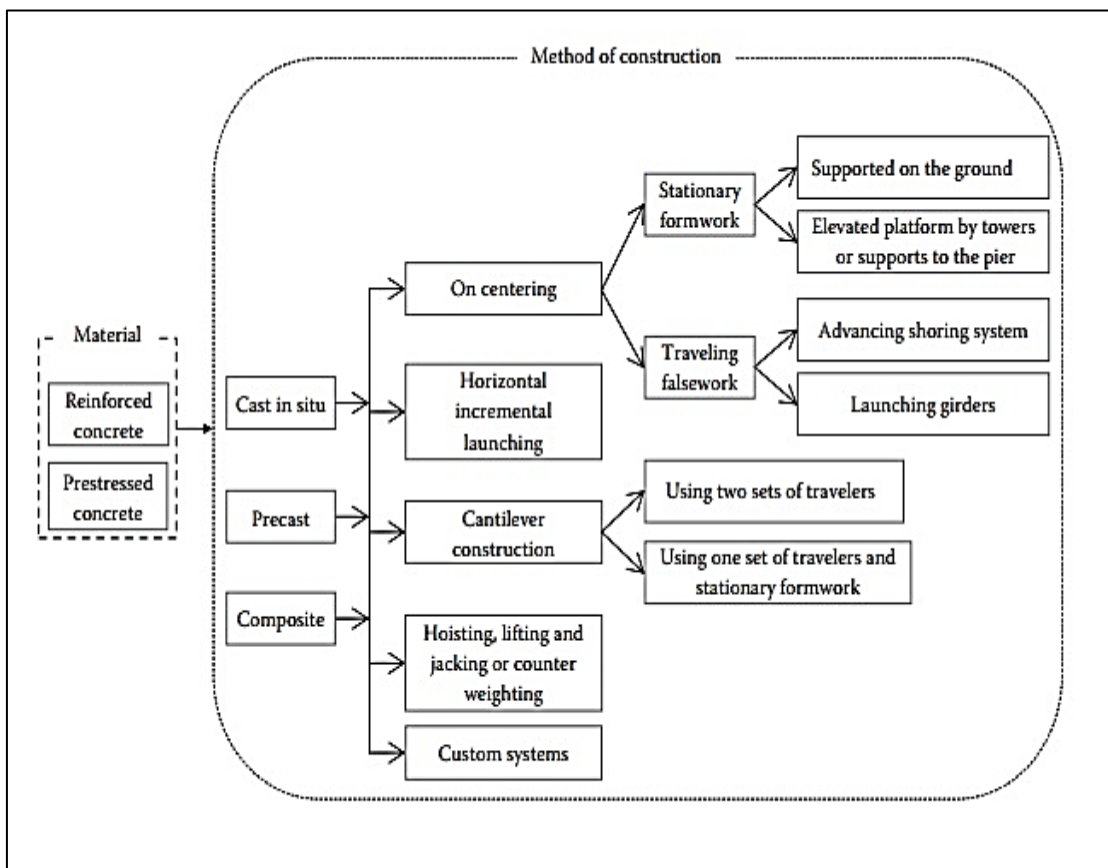 Method of construction
Material
Reinforced
concrete
Prestressed
concrete
Cast in situ
Precast
Composite
On centering
Horizontal
incremental
launching
Cantilever
construction
Hoisting, lifting and
jacking or counter
weighting
Custom systems
Stationary
formwork
Traveling
falsework
Supported on the ground
Elevated platform by towers
or supports to the pier
Advancing shoring system
Launching girders
Using two sets of travelers
Using one set of travelers and
stationary formwork